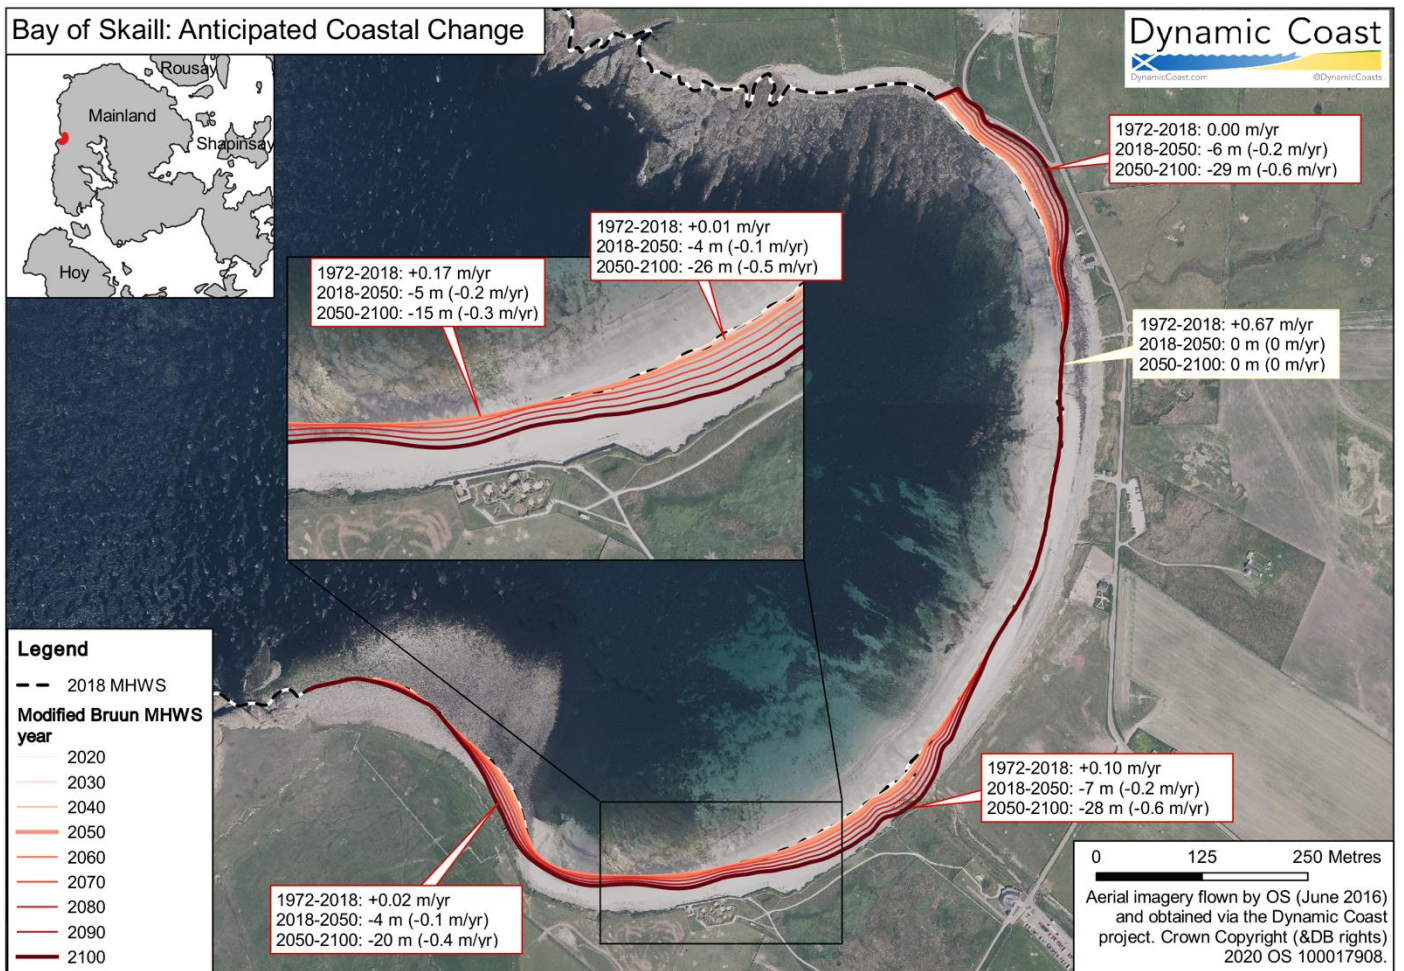 Bay of Skaill: Anticipated Coastal Change
Dynamic Coast
DynamicCoast.com
@DynamicCoasts
Rousay
Mainland
Shapinsay
Hoy
1972-2018: 0.00 m/yr
2018-2050: -6 m (-0.2 m/yr)
2050-2100: -29 m (-0.6 m/yr)
1972-2018: +0.01 m/yr
2018-2050: -4 m (-0.1 m/yr)
2050-2100: -26 m (-0.5 m/yr)
1972-2018: +0.17 m/yr
2018-2050: -5 m (-0.2 m/yr)
2050-2100: -15 m (-0.3 m/yr)
1972-2018: +0.67 m/yr
2018-2050: 0 m (0 m/yr)
2050-2100: 0 m (0 m/yr)
1972-2018: +0.10 m/yr
2018-2050: -7 m (-0.2 m/yr)
2050-2100: -28 m (-0.6 m/yr)
1972-2018: +0.02 m/yr
2018-2050: -4 m (-0.1 m/yr)
2050-2100: -20 m (-0.4 m/yr)
Legend
2018 MHWS
Modified Bruun MHWS
year
2020
2030
2040
2050
2060
2070
2080
2090
2100
0 125 250 Metres
Aerial imagery flown by OS (June 2016)
and obtained via the Dynamic Coast
project. Crown Copyright (&DB rights)
2020 OS 100017908.